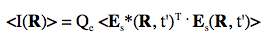 <I(R)> = Qe <Es*(R, t')T · Es(R, t')>